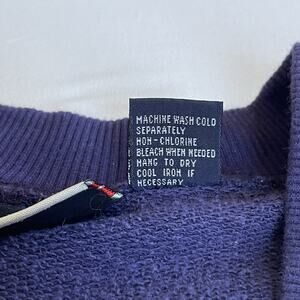 MACHINE WASH COLD
SEPARATELY
NON-CHLORINE
BLEACH WHEN NEEDED
HANG TO DRY
COOL IRON IF
NECESSARY